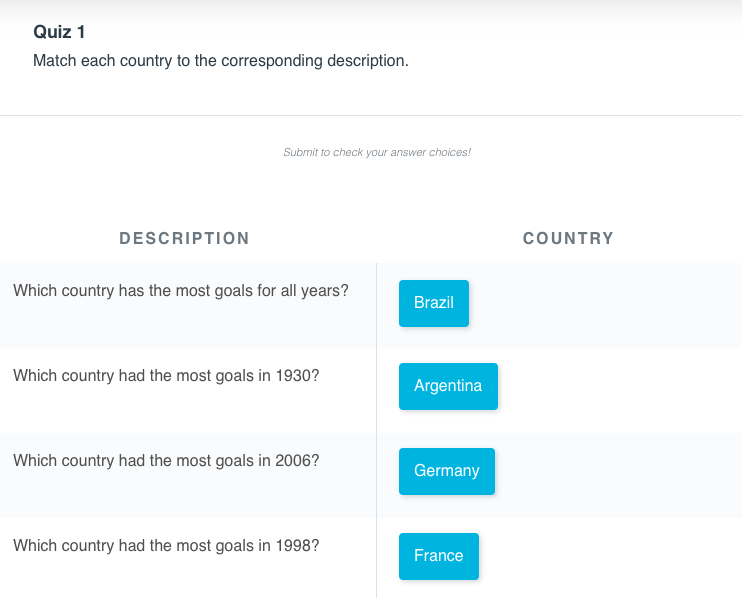 Quiz 1
Match each country to the corresponding description.
Submit to check your answer choices!
DESCRIPTION COUNTRY
Which country has the most goals for all years? Brazil
Which country had the most goals in 1930? Argentina
Which country had the most goals in 2006? Germany
Which country had the most goals in 1998? France